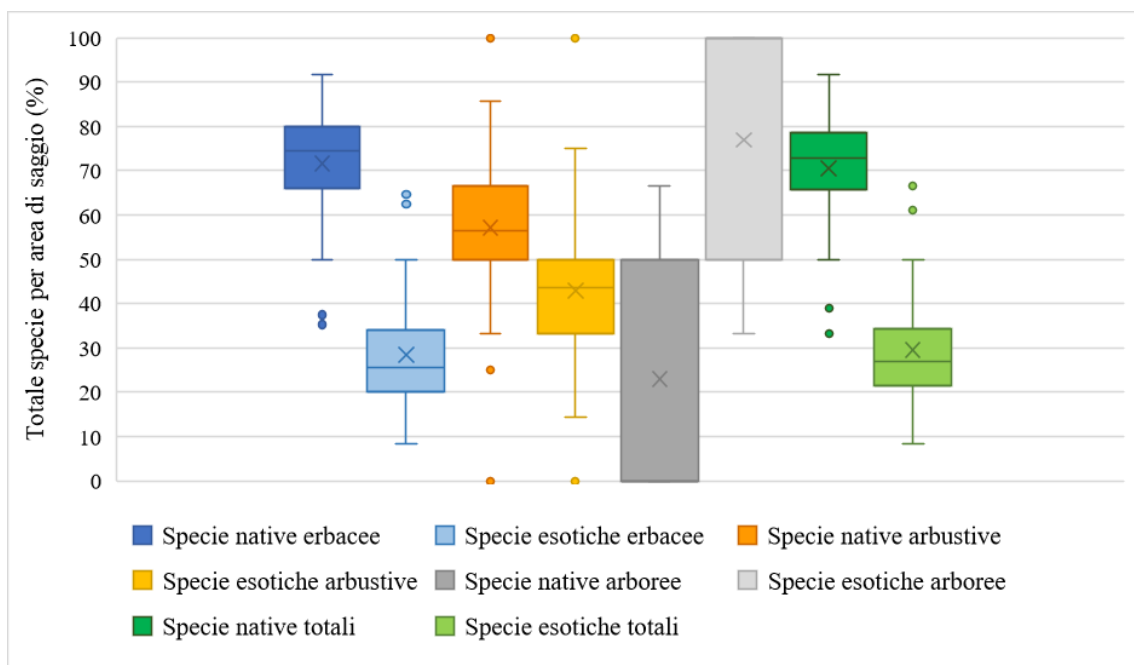 Totale specie per area di saggio (%)
100
90
80
70
60
50
40
30
20
10
0
Specie native erbacee
Specie esotiche erbacee
Specie native arbustive
Specie esotiche arbustive
Specie native arboree
Specie esotiche arboree
Specie native totali
Specie esotiche totali